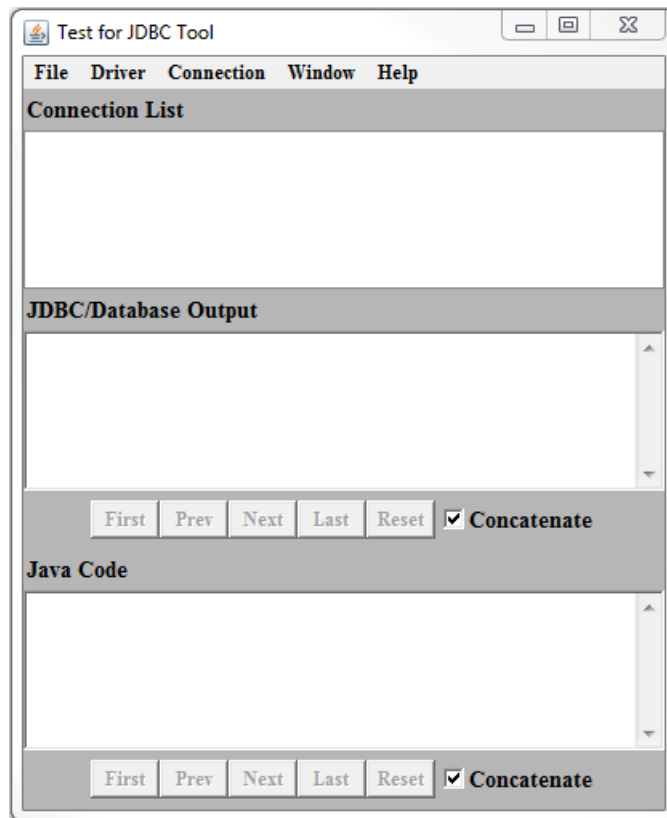 Test for JDBC Tool
File Driver Connection Window Help
Connection List
JDBC/Database Output
First Prev Next Last Reset Concatenate
Java Code
First Prev Next Last Reset Concatenate